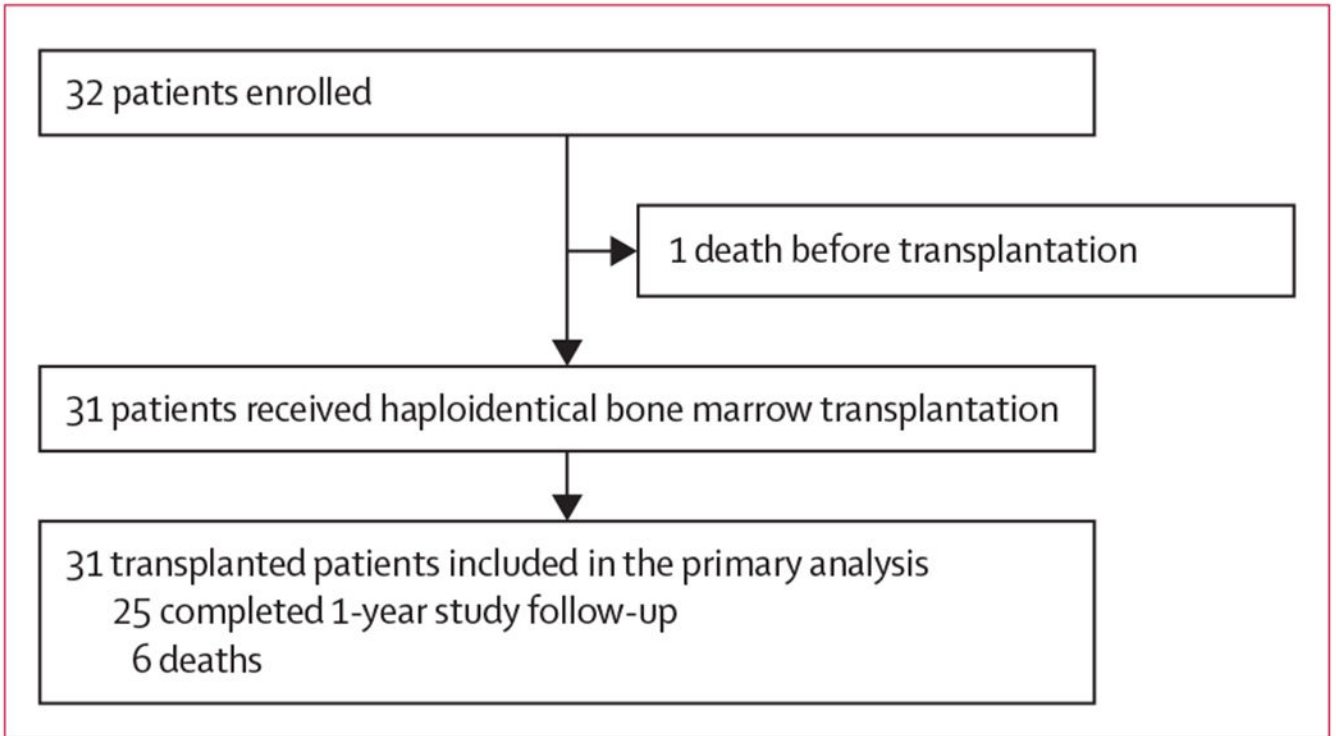 32 patients enrolled
1 death before transplantation
31 patients received haploidentical bone marrow transplantation
31 transplanted patients included in the primary analysis
25 completed 1-year study follow-up
6 deaths